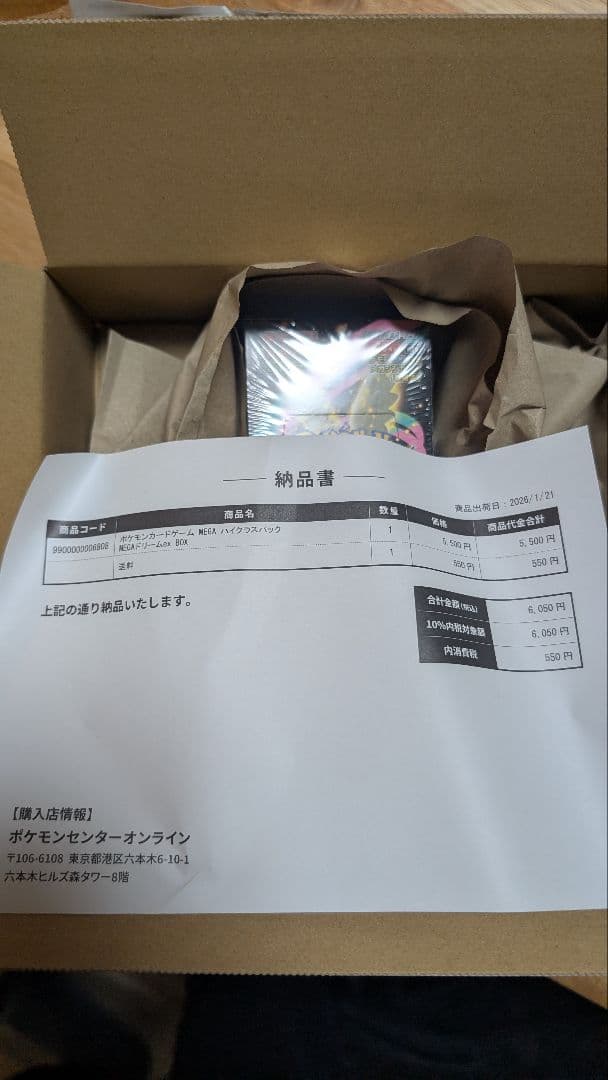 納品書
商品出荷日：2026/1/21
商品コード 商品名 数量 価格 商品代金合計
9900000006808 ポケモンカードゲーム MEGA ハイクラスパック 1 5,500 円 5,500 円
MEGAドリームex BOX
送料 1 550 円 550 円
上記の通り納品いたします。
合計金額(税込) 6,050 円
10%内税対象額 6,050 円
内消費税 550 円
【購入店情報】
ポケモンセンターオンライン
〒106-6108 東京都港区六本木6-10-1
六本木ヒルズ森タワー8階